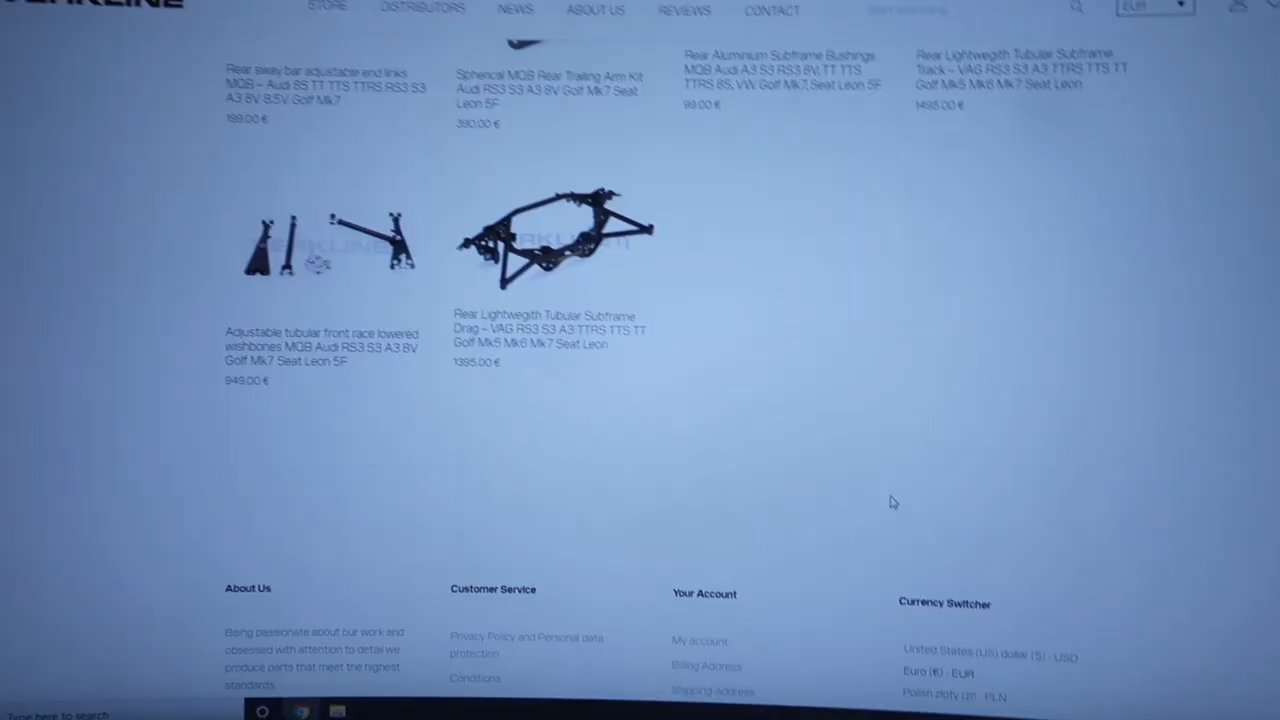 STORE DISTRIBUTORS NEWS ABOUT US REVIEWS CONTACT EUR
Rear sway bar adjustable end links
MQB – Audi 8S TT TTS TTRS RS3 S3
A3 8V 8.5V Golf Mk7
199.00 €
Spherical MQB Rear Trailing Arm Kit
Audi RS3 S3 A3 8V Golf Mk7 Seat
Leon 5F
390.00 €
Rear Aluminium Subframe Bushings
MQB Audi A3 S3 RS3 8V, TT TTS
TTRS 8S, VW Golf Mk7, Seat Leon 5F
99.00 €
Rear Lightwegith Tubular Subframe
Track – VAG RS3 S3 A3 TTRS TTS TT
Golf Mk5 Mk6 Mk7 Seat Leon
1495.00 €
Adjustable tubular front race lowered
wishbones MQB Audi RS3 S3 A3 8V
Golf Mk7 Seat Leon 5F
949.00 €
Rear Lightwegith Tubular Subframe
Drag – VAG RS3 S3 A3 TTRS TTS TT
Golf Mk5 Mk6 Mk7 Seat Leon
1395.00 €
About Us
Being passionate about our work and
obsessed with attention to detail we
produce parts that meet the highest
standards.
Customer Service
Privacy Policy and Personal data
protection
Conditions
Your Account
My account
Billing Address
Shipping Address
Currency Switcher
United States (US) dollar ($) - USD
Euro (€) - EUR
Polish złoty (zł) - PLN
Type here to search